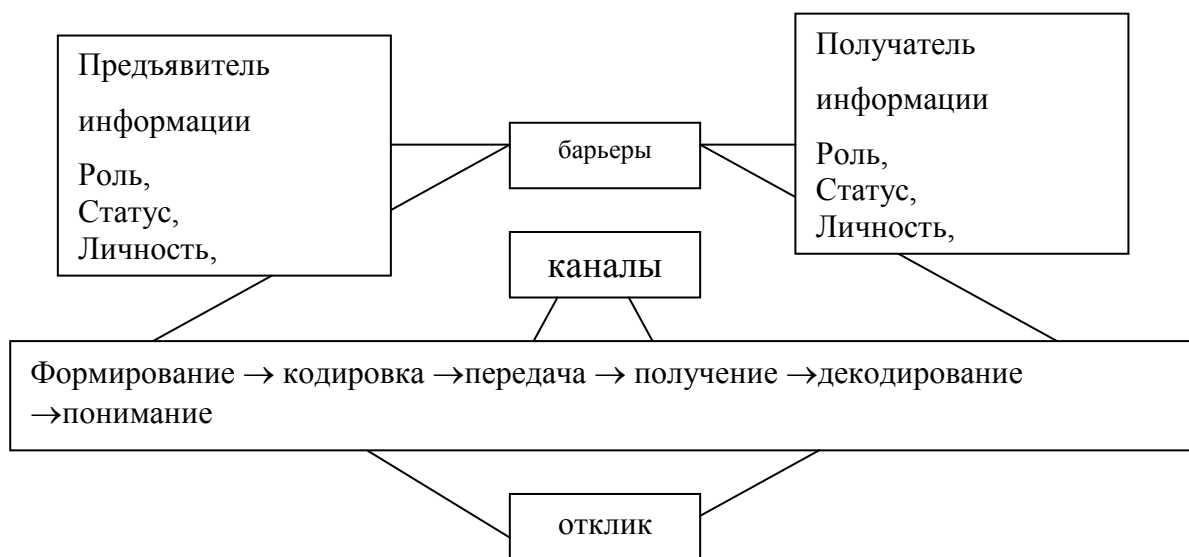 Предъявитель
информации
Роль,
Статус,
Личность,
барьеры
Получатель
информации
Роль,
Статус,
Личность,
каналы
Формирование → кодировка →передача → получение →декодирование
→понимание
отклик